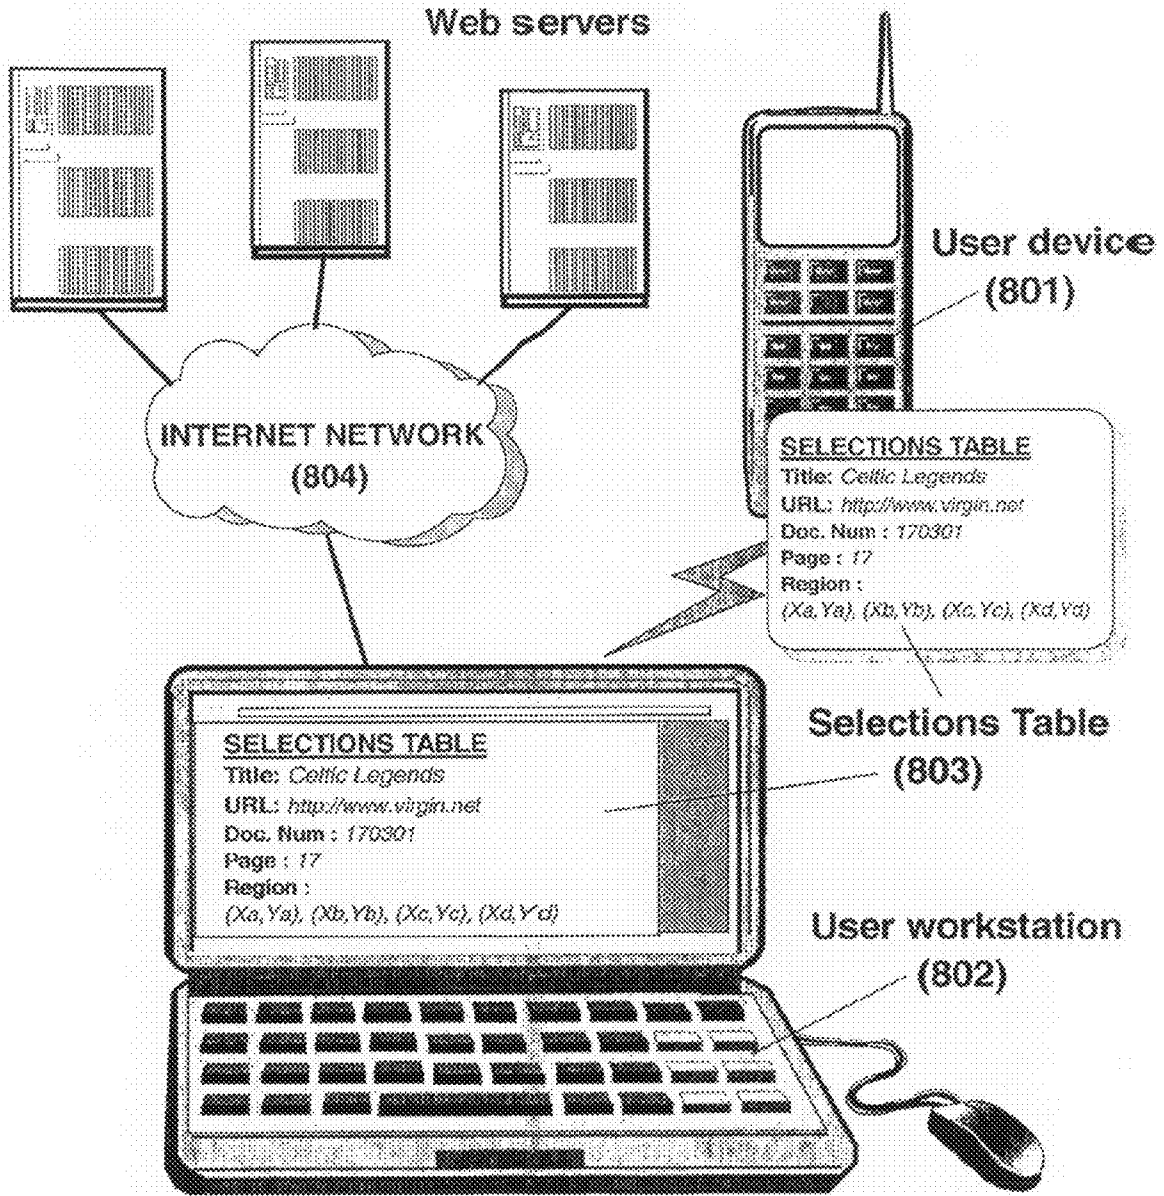 Web servers
User device
(801)
INTERNET NETWORK
(804)
SELECTIONS TABLE
Title: Celtic Legends
URL: http://www.virgin.net
Doc. Num : 170301
Page : 17
Region :
(Xa,Ya), (Xb,Yb), (Xc,Yc), (Xd,Yd)
Selections Table
(803)
SELECTIONS TABLE
Title: Celtic Legends
URL: http://www.virgin.net
Doc. Num : 170301
Page : 17
Region :
(Xa,Ya), (Xb,Yb), (Xc,Yc), (Xd,Yd)
User workstation
(802)